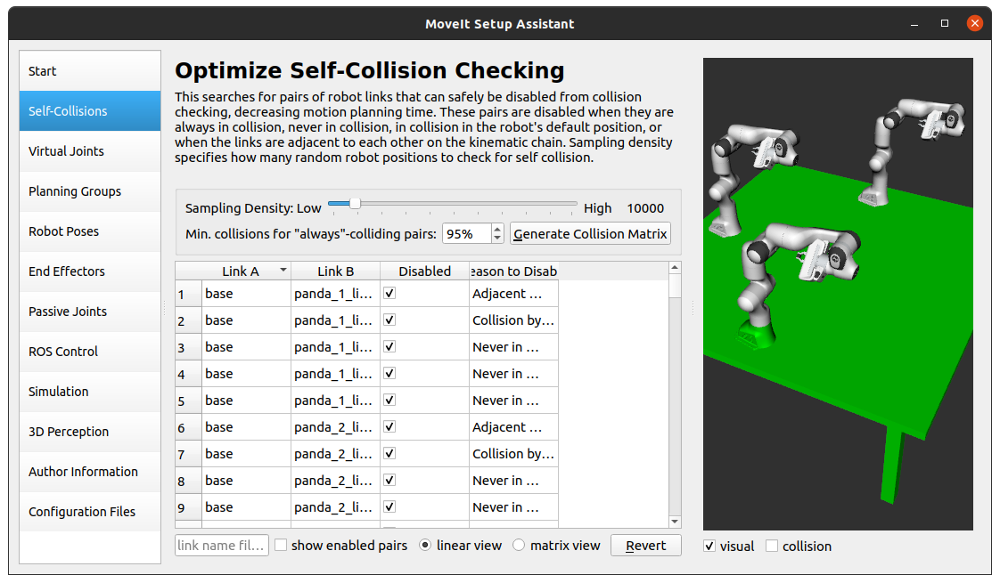 MoveIt Setup Assistant
Start
Self-Collisions
Virtual Joints
Planning Groups
Robot Poses
End Effectors
Passive Joints
ROS Control
Simulation
3D Perception
Author Information
Configuration Files
Optimize Self-Collision Checking
This searches for pairs of robot links that can safely be disabled from collision
checking, decreasing motion planning time. These pairs are disabled when they are
always in collision, never in collision, in collision in the robot's default position, or
when the links are adjacent to each other on the kinematic chain. Sampling density
specifies how many random robot positions to check for self collision.
Sampling Density: Low High 10000
Min. collisions for "always"-colliding pairs: 95% Generate Collision Matrix
Link A Link B Disabled eason to Disab
1 base panda_1_li... Adjacent ...
2 base panda_1_li... Collision by...
3 base panda_1_li... Never in ...
4 base panda_1_li... Never in ...
5 base panda_1_li... Never in ...
6 base panda_2_li... Adjacent ...
7 base panda_2_li... Collision by...
8 base panda_2_li... Never in ...
9 base panda_2_li... Never in ...
link name fil... show enabled pairs linear view matrix view Revert
visual collision